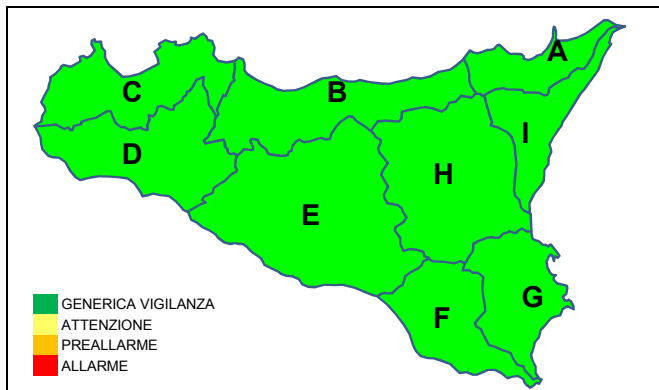 A
C
B
I
D
H
E
G
F
GENERICA VIGILANZA
ATTENZIONE
PREALLARME
ALLARME